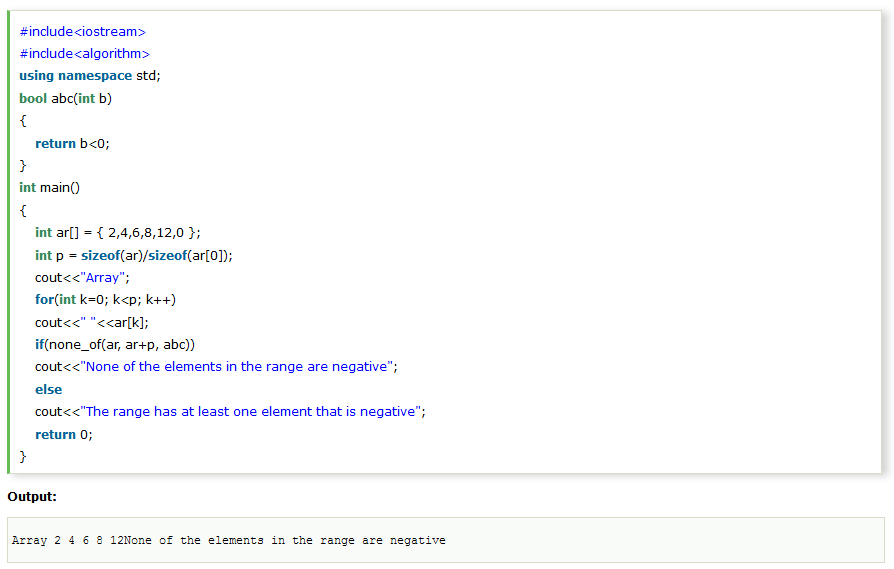 #include<iostream>
#include<algorithm>
using namespace std;
bool abc(int b)
{
return b<0;
}
int main()
{
int ar[] = { 2,4,6,8,12,0 };
int p = sizeof(ar)/sizeof(ar[0]);
cout<<"Array";
for(int k=0; k<p; k++)
cout<<" "<<ar[k];
if(none_of(ar, ar+p, abc))
cout<<"None of the elements in the range are negative";
else
cout<<"The range has at least one element that is negative";
return 0;
}
Output:
Array 2 4 6 8 12None of the elements in the range are negative